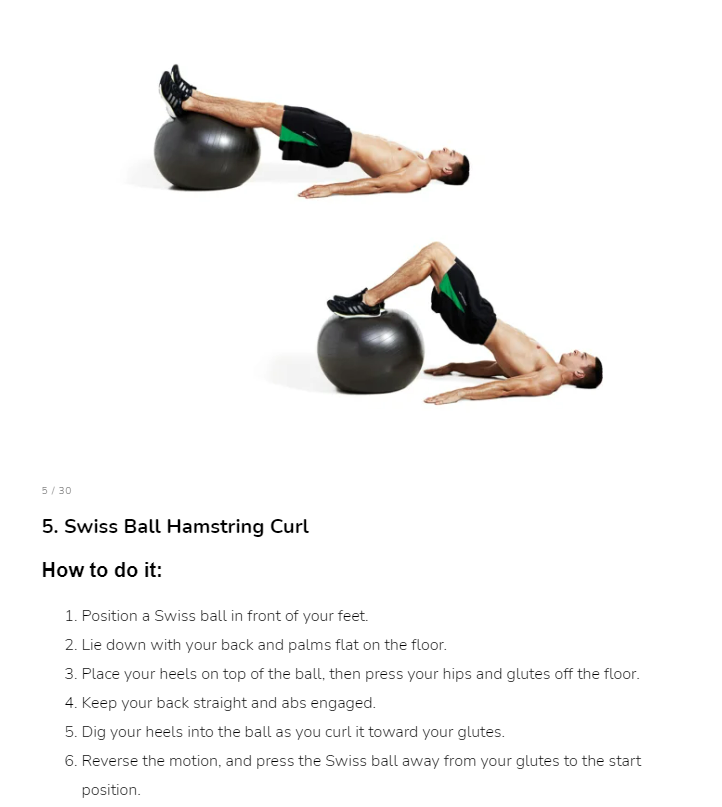 5 / 30
5. Swiss Ball Hamstring Curl
How to do it:
1. Position a Swiss ball in front of your feet.
2. Lie down with your back and palms flat on the floor.
3. Place your heels on top of the ball, then press your hips and glutes off the floor.
4. Keep your back straight and abs engaged.
5. Dig your heels into the ball as you curl it toward your glutes.
6. Reverse the motion, and press the Swiss ball away from your glutes to the start
position.